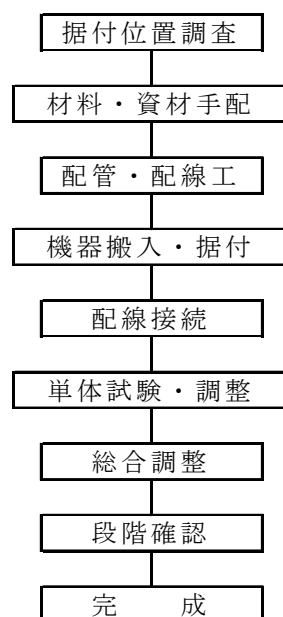 据付位置調査
材料・資材手配
配管・配線工
機器搬入・据付
配線接続
単体試験・調整
総合調整
段階確認
完　　成